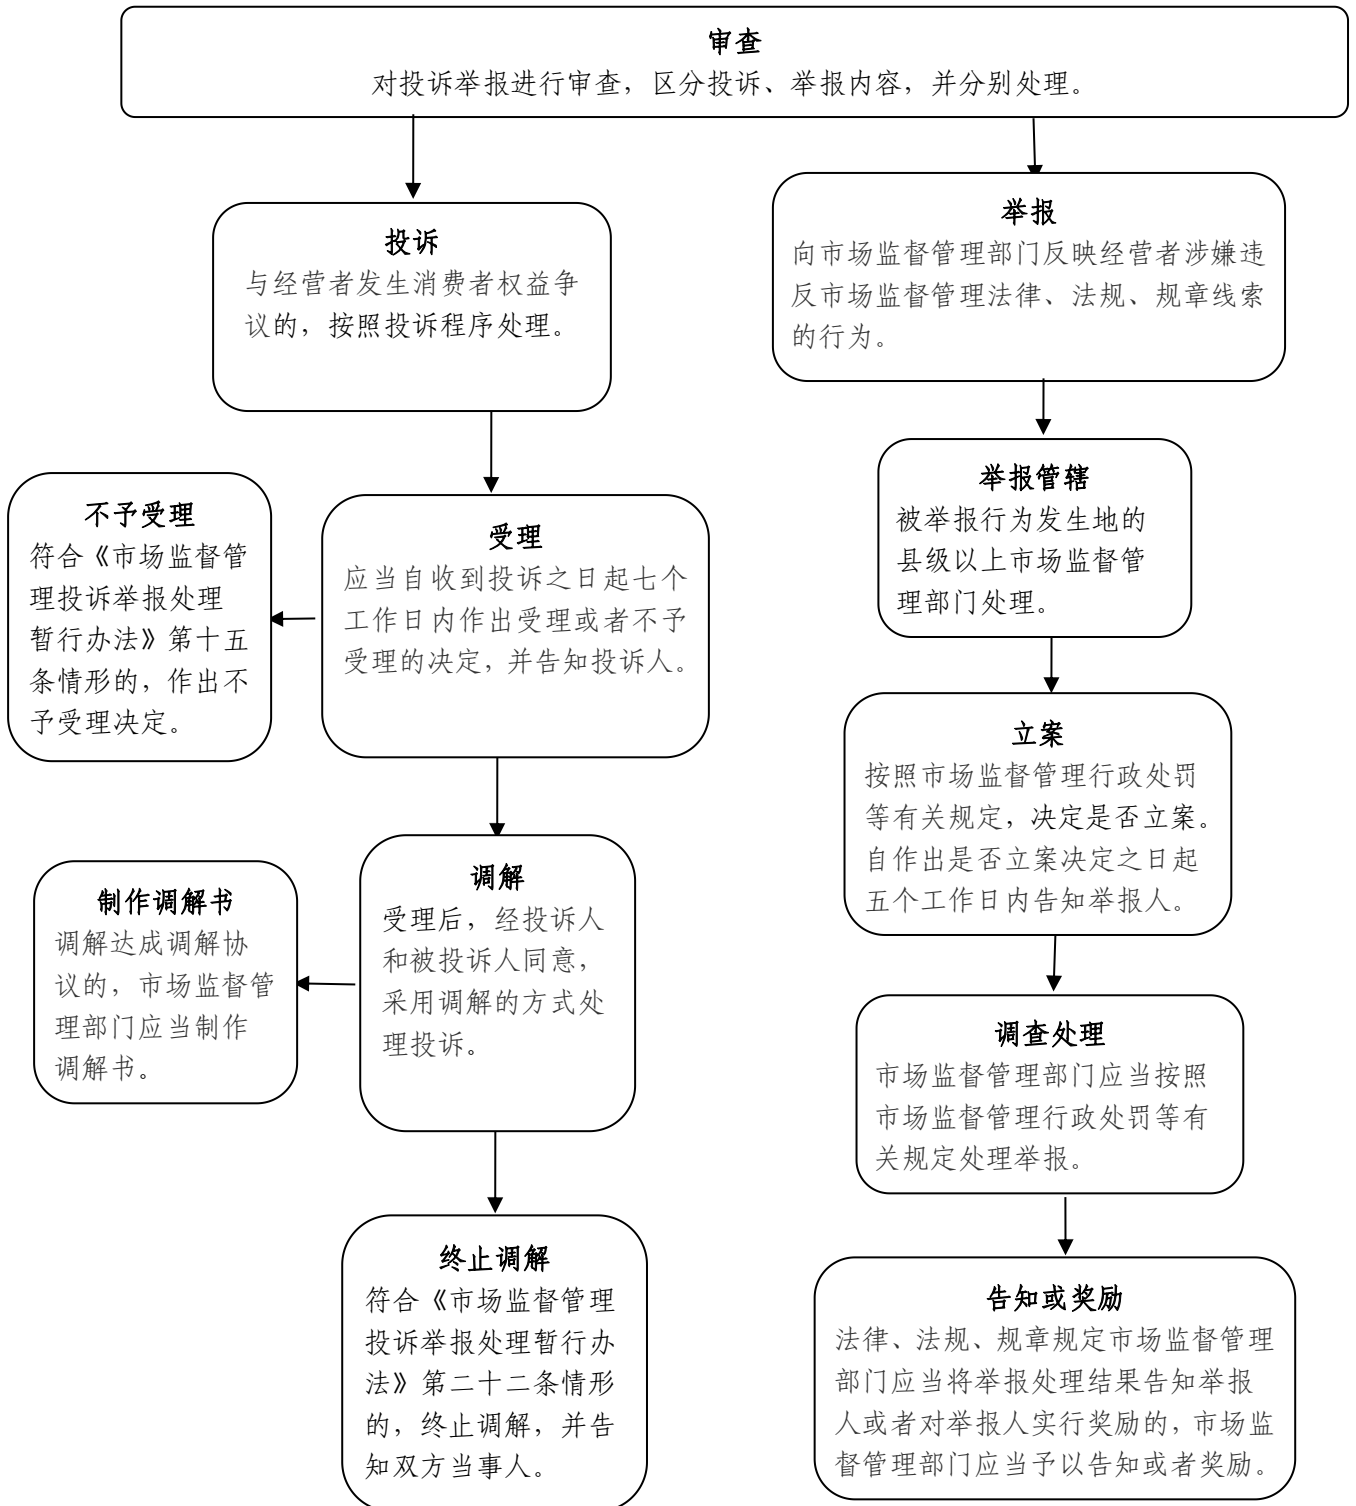 审查
对投诉举报进行审查，区分投诉、举报内容，并分别处理。
投诉
与经营者发生消费者权益争
议的，按照投诉程序处理。
举报
向市场监督管理部门反映经营者涉嫌违
反市场监督管理法律、法规、规章线索
的行为。
不予受理
符合《市场监督管
理投诉举报处理
暂行办法》第十五
条情形的，作出不
予受理决定。
受理
应当自收到投诉之日起七个
工作日内作出受理或者不予
受理的决定，并告知投诉人。
举报管辖
被举报行为发生地的
县级以上市场监督管
理部门处理。
立案
按照市场监督管理行政处罚
等有关规定，决定是否立案。
自作出是否立案决定之日起
五个工作日内告知举报人。
制作调解书
调解达成调解协
议的，市场监督管
理部门应当制作
调解书。
调解
受理后，经投诉人
和被投诉人同意，
采用调解的方式处
理投诉。
调查处理
市场监督管理部门应当按照
市场监督管理行政处罚等有
关规定处理举报。
终止调解
符合《市场监督管理
投诉举报处理暂行办
法》第二十二条情形
的，终止调解，并告
知双方当事人。
告知或奖励
法律、法规、规章规定市场监督管理
部门应当将举报处理结果告知举报
人或者对举报人实行奖励的，市场监
督管理部门应当予以告知或者奖励。